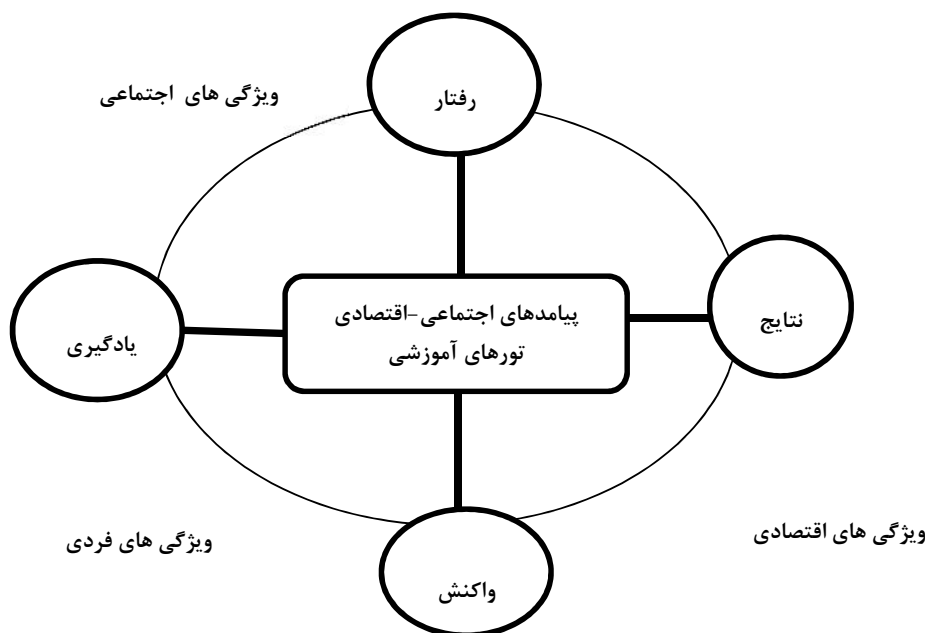 رفتار
ویژگی های اجتماعی
نتایج
پیامدهای اجتماعی-اقتصادی
تورهای آموزشی
یادگیری
ویژگی های اقتصادی
ویژگی های فردی
واکنش